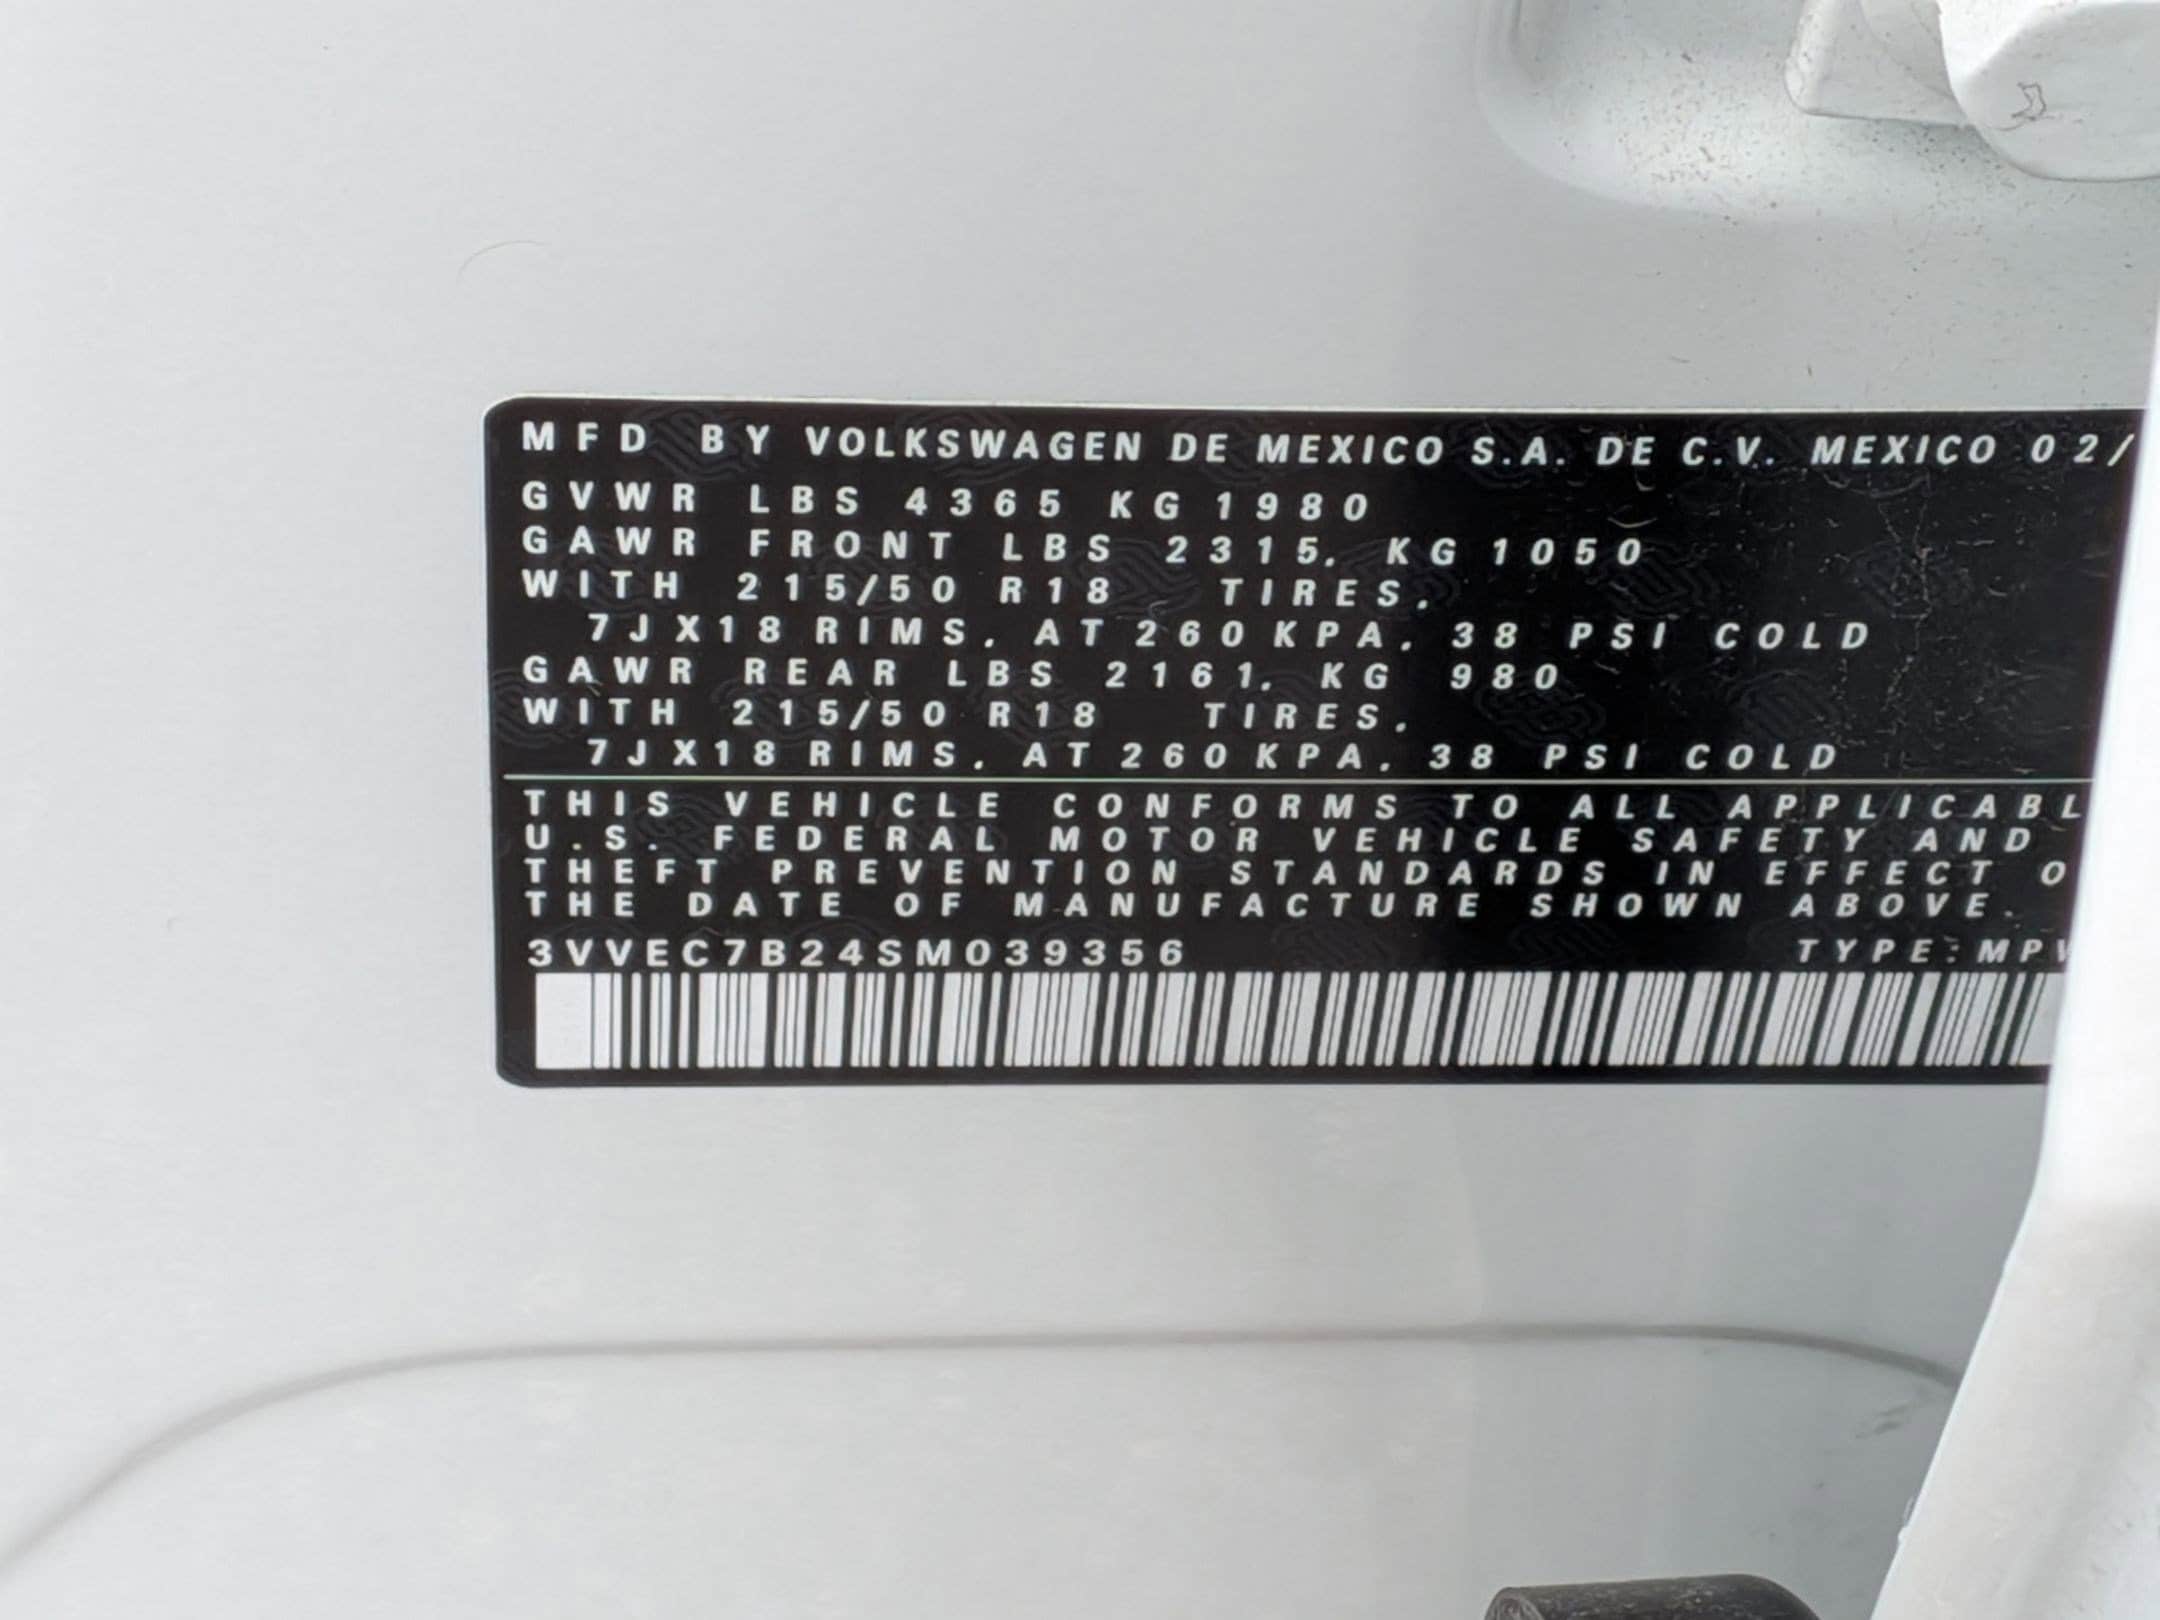 MFD BY VOLKSWAGEN DE MEXICO S.A. DE C.V. MEXICO 02/
GVWR LBS 4365 KG 1980
GAWR FRONT LBS 2315. KG 1050
WITH 215/50 R18 TIRES.
7JX18 RIMS. AT 260 KPA. 38 PSI COLD
GAWR REAR LBS 2161. KG 980
WITH 215/50 R18 TIRES.
7JX18 RIMS. AT 260 KPA. 38 PSI COLD
THIS VEHICLE CONFORMS TO ALL APPLICABL
U.S. FEDERAL MOTOR VEHICLE SAFETY AND
THEFT PREVENTION STANDARDS IN EFFECT O
THE DATE OF MANUFACTURE SHOWN ABOVE.
3VVEC7B24SM039356 TYPE: MPV